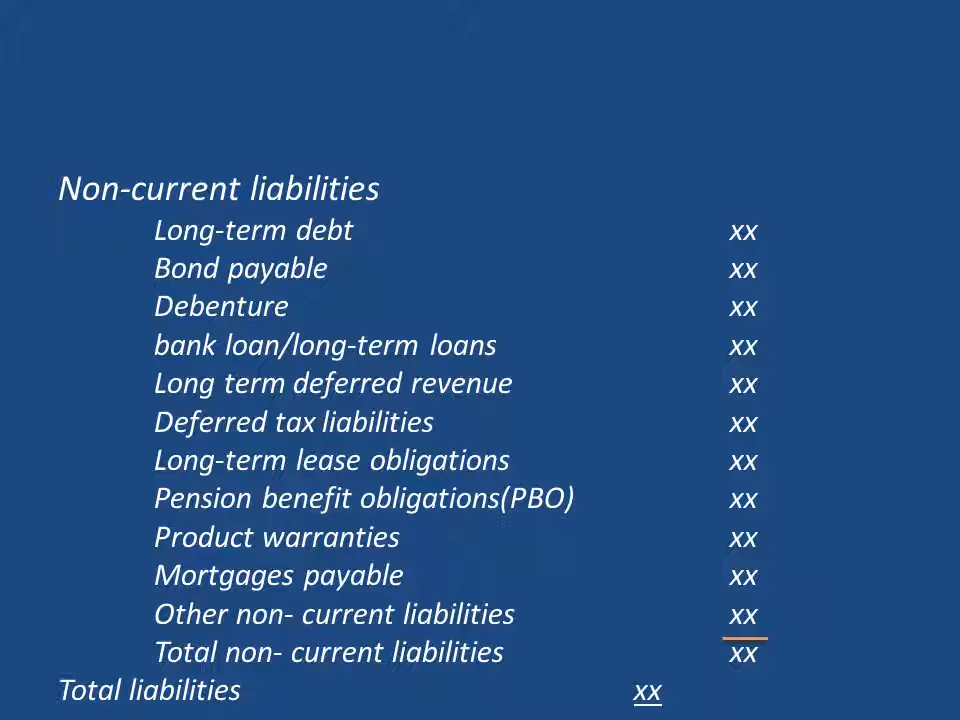 Non-current liabilities
Long-term debt xx
Bond payable xx
Debenture xx
bank loan/long-term loans xx
Long term deferred revenue xx
Deferred tax liabilities xx
Long-term lease obligations xx
Pension benefit obligations(PBO) xx
Product warranties xx
Mortgages payable xx
Other non- current liabilities xx
Total non- current liabilities xx
Total liabilities xx